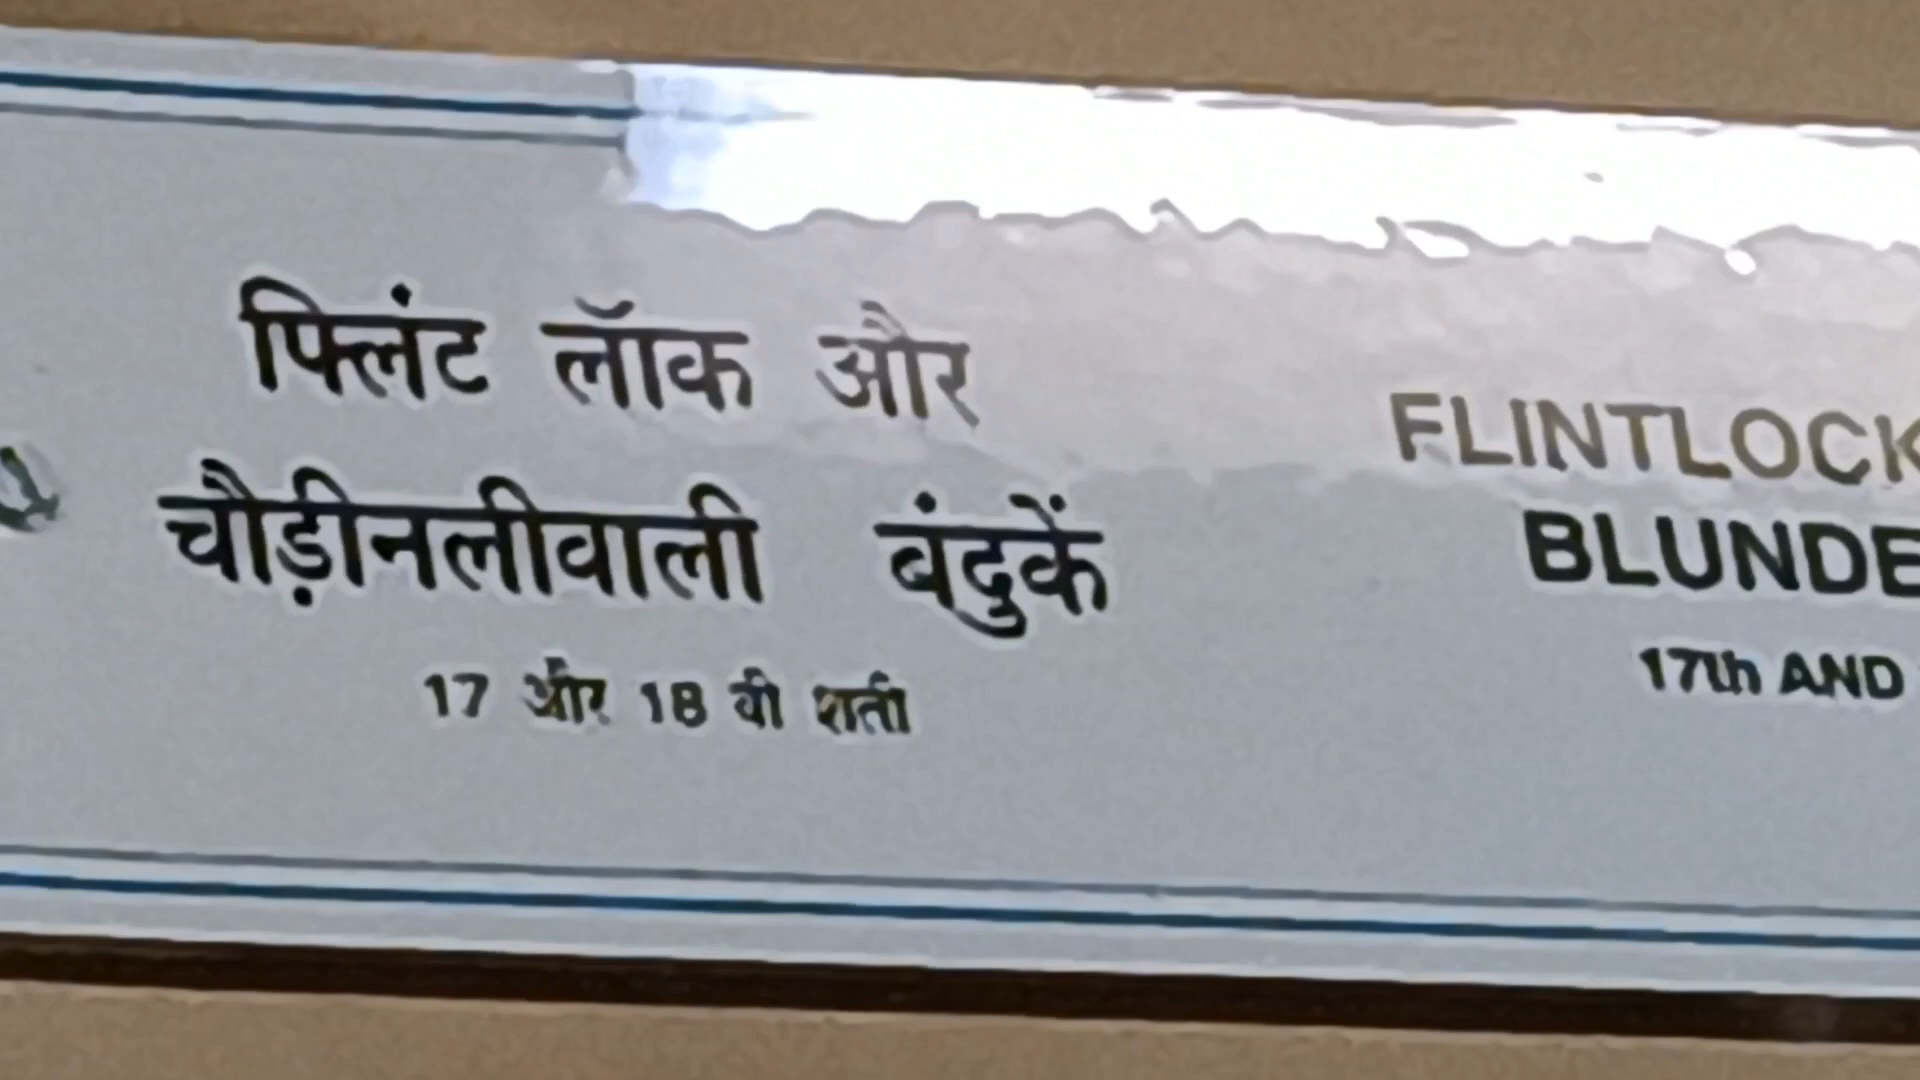 फ्लिंट लॉक और
चौड़ीनलीवाली बंदुकें
17 और 18 वी शती
FLINTLOCK
BLUNDE
17th AND